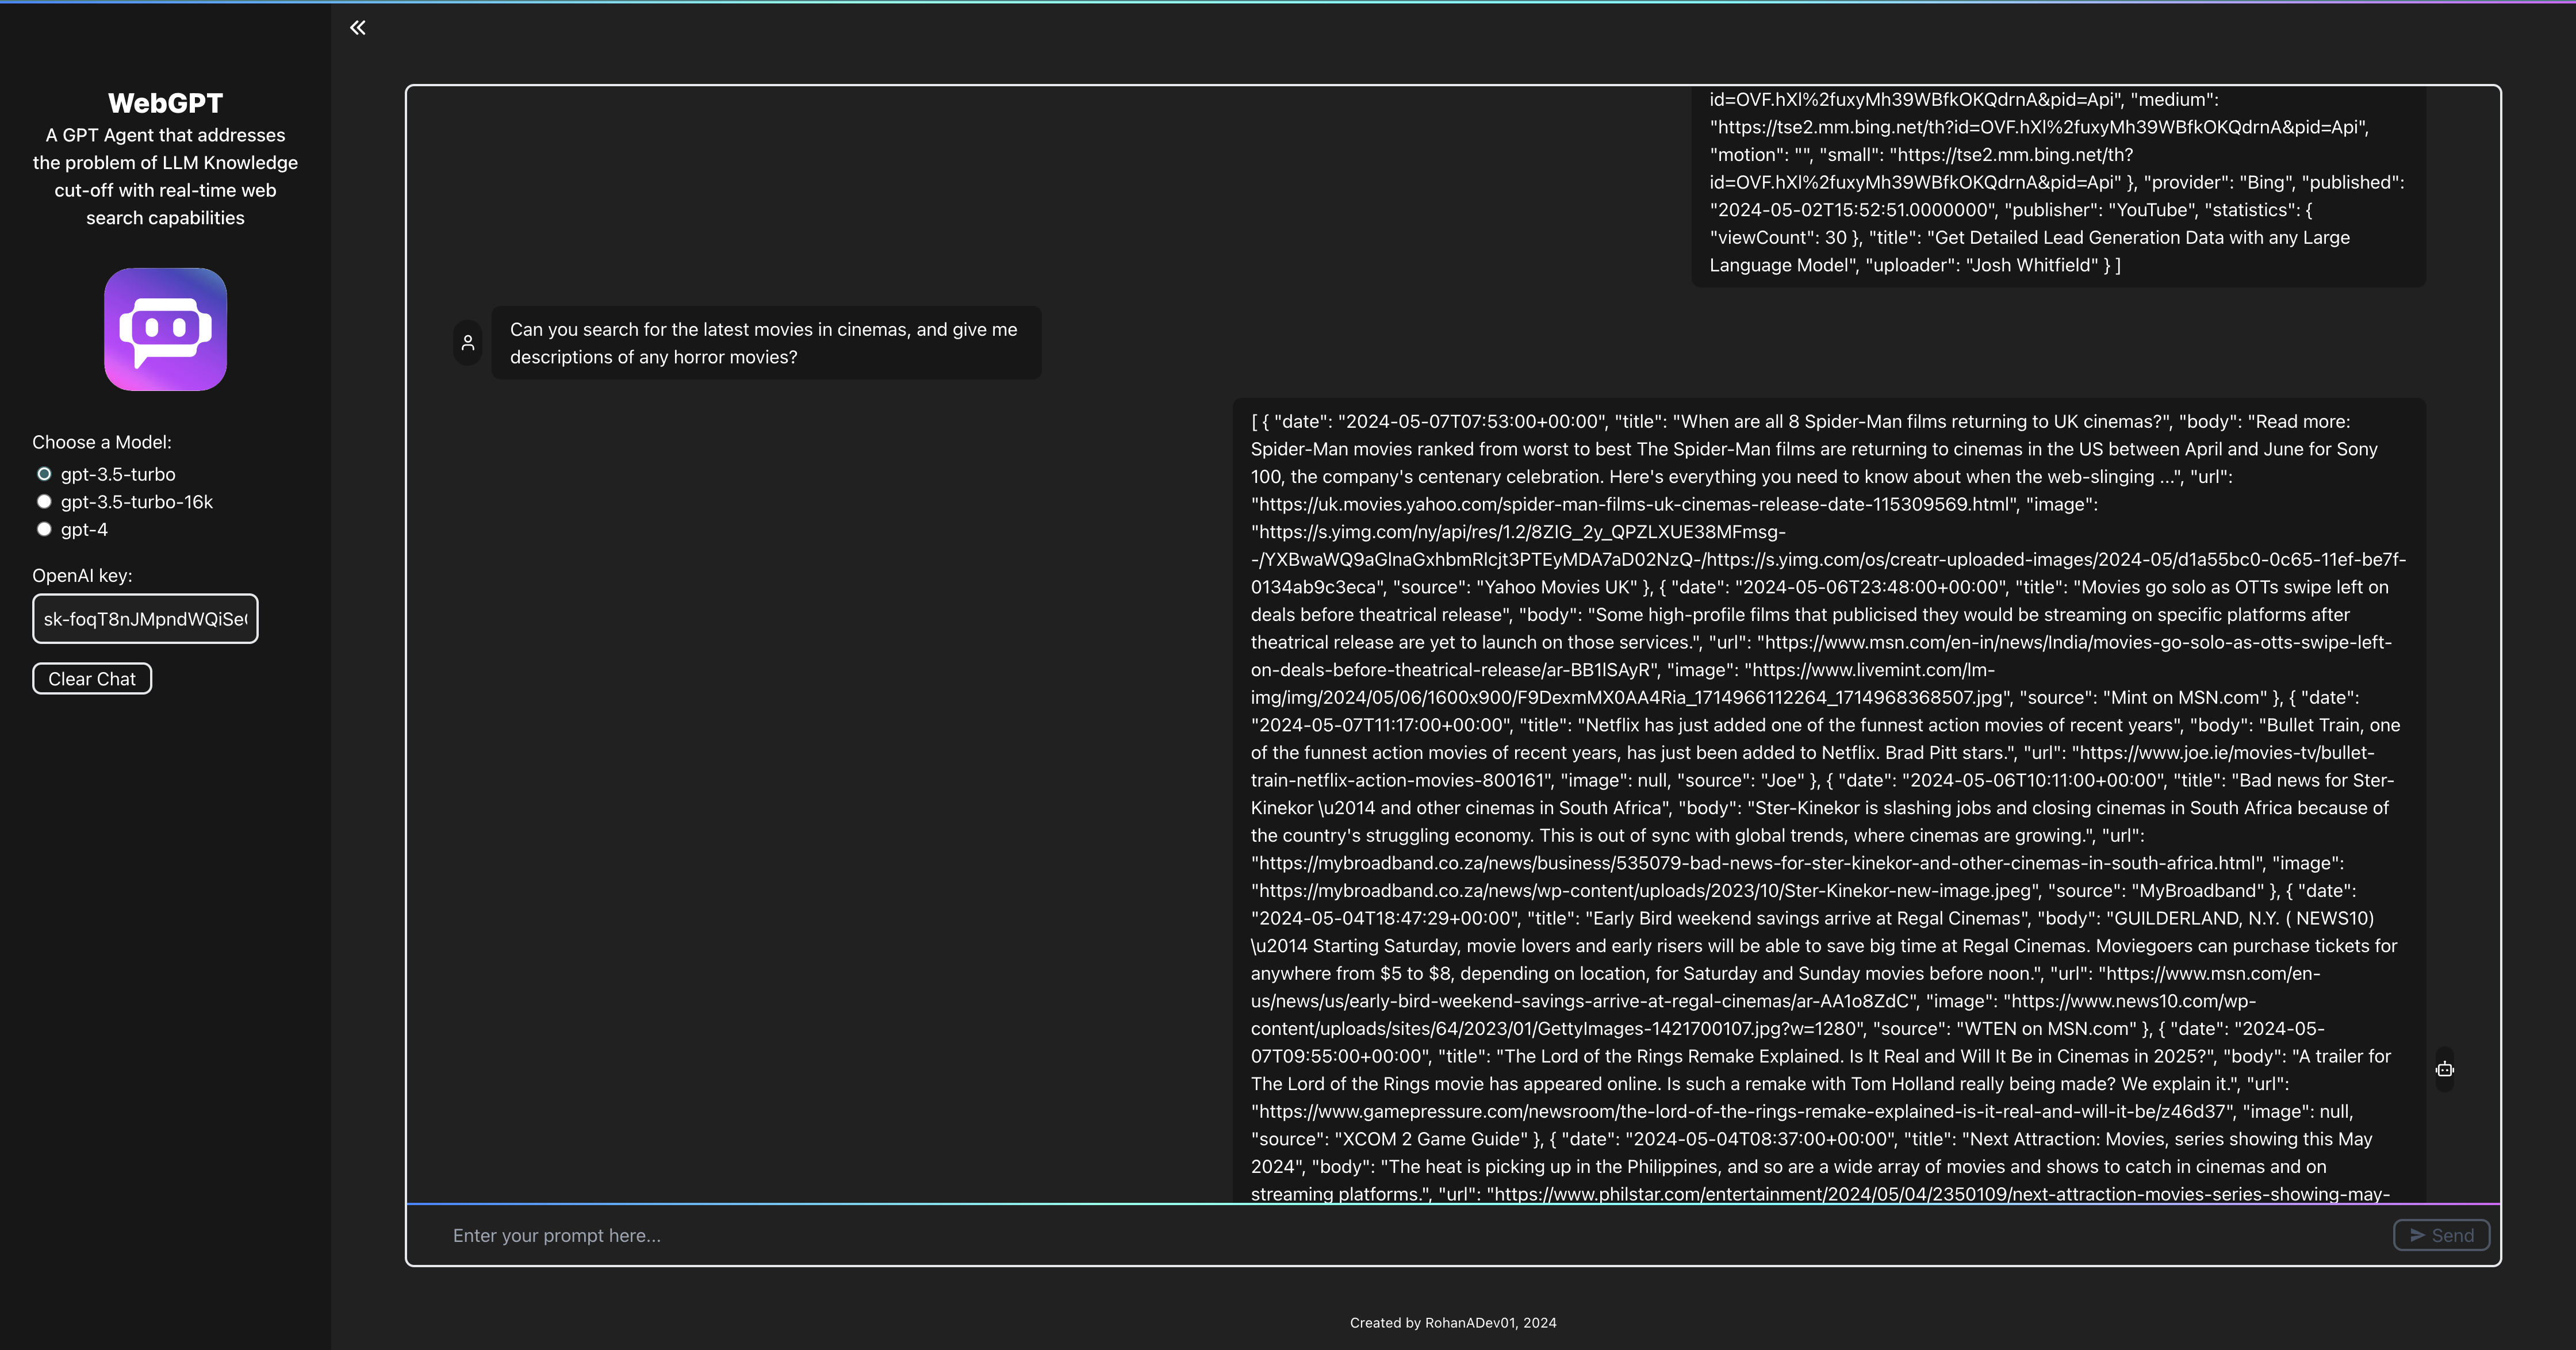 WebGPT
A GPT Agent that addresses
the problem of LLM Knowledge
cut-off with real-time web
search capabilities
Choose a Model:
gpt-3.5-turbo
gpt-3.5-turbo-16k
gpt-4
OpenAI key:
sk-foqT8nJMpndWQiSe
Clear Chat
id=OVF.hXl%2fuxyMh39WBfkOKQdrnA&pid=Api", "medium":
"https://tse2.mm.bing.net/th?id=OVF.hXl%2fuxyMh39WBfkOKQdrnA&pid=Api",
"motion": "", "small": "https://tse2.mm.bing.net/th?
id=OVF.hXl%2fuxyMh39WBfkOKQdrnA&pid=Api" }, "provider": "Bing", "published":
"2024-05-02T15:52:51.0000000", "publisher": "YouTube", "statistics": {
"viewCount": 30 }, "title": "Get Detailed Lead Generation Data with any Large
Language Model", "uploader": "Josh Whitfield" } ]
Can you search for the latest movies in cinemas, and give me
descriptions of any horror movies?
[ { "date": "2024-05-07T07:53:00+00:00", "title": "When are all 8 Spider-Man films returning to UK cinemas?", "body": "Read more:
Spider-Man movies ranked from worst to best The Spider-Man films are returning to cinemas in the US between April and June for Sony
100, the company's centenary celebration. Here's everything you need to know about when the web-slinging ...", "url":
"https://uk.movies.yahoo.com/spider-man-films-uk-cinemas-release-date-115309569.html", "image":
"https://s.yimg.com/ny/api/res/1.2/8ZIG_2y_QPZLXUE38MFmsg-
-/YXBwaWQ9aGlnaGxhbmRlcjt3PTEyMDA7aD02NzQ-/https://s.yimg.com/os/creatr-uploaded-images/2024-05/d1a55bc0-0c65-11ef-be7f-
0134ab9c3eca", "source": "Yahoo Movies UK" }, { "date": "2024-05-06T23:48:00+00:00", "title": "Movies go solo as OTTs swipe left on
deals before theatrical release", "body": "Some high-profile films that publicised they would be streaming on specific platforms after
theatrical release are yet to launch on those services.", "url": "https://www.msn.com/en-in/news/India/movies-go-solo-as-otts-swipe-left-
on-deals-before-theatrical-release/ar-BB1lSAyR", "image": "https://www.livemint.com/lm-
img/img/2024/05/06/1600x900/F9DexmMX0AA4Ria_1714966112264_1714968368507.jpg", "source": "Mint on MSN.com" }, { "date":
"2024-05-07T11:17:00+00:00", "title": "Netflix has just added one of the funnest action movies of recent years", "body": "Bullet Train, one
of the funnest action movies of recent years, has just been added to Netflix. Brad Pitt stars.", "url": "https://www.joe.ie/movies-tv/bullet-
train-netflix-action-movies-800161", "image": null, "source": "Joe" }, { "date": "2024-05-06T10:11:00+00:00", "title": "Bad news for Ster-
Kinekor \u2014 and other cinemas in South Africa", "body": "Ster-Kinekor is slashing jobs and closing cinemas in South Africa because of
the country's struggling economy. This is out of sync with global trends, where cinemas are growing.", "url":
"https://mybroadband.co.za/news/business/535079-bad-news-for-ster-kinekor-and-other-cinemas-in-south-africa.html", "image":
"https://mybroadband.co.za/news/wp-content/uploads/2023/10/Ster-Kinekor-new-image.jpeg", "source": "MyBroadband" }, { "date":
"2024-05-04T18:47:29+00:00", "title": "Early Bird weekend savings arrive at Regal Cinemas", "body": "GUILDERLAND, N.Y. ( NEWS10)
\u2014 Starting Saturday, movie lovers and early risers will be able to save big time at Regal Cinemas. Moviegoers can purchase tickets for
anywhere from $5 to $8, depending on location, for Saturday and Sunday movies before noon.", "url": "https://www.msn.com/en-
us/news/us/early-bird-weekend-savings-arrive-at-regal-cinemas/ar-AA1o8ZdC", "image": "https://www.news10.com/wp-
content/uploads/sites/64/2023/01/GettyImages-1421700107.jpg?w=1280", "source": "WTEN on MSN.com" }, { "date": "2024-05-
07T09:55:00+00:00", "title": "The Lord of the Rings Remake Explained. Is It Real and Will It Be in Cinemas in 2025?", "body": "A trailer for
The Lord of the Rings movie has appeared online. Is such a remake with Tom Holland really being made? We explain it.", "url":
"https://www.gamepressure.com/newsroom/the-lord-of-the-rings-remake-explained-is-it-real-and-will-it-be/z46d37", "image": null,
"source": "XCOM 2 Game Guide" }, { "date": "2024-05-04T08:37:00+00:00", "title": "Next Attraction: Movies, series showing this May
2024", "body": "The heat is picking up in the Philippines, and so are a wide array of movies and shows to catch in cinemas and on
streaming platforms.", "url": "https://www.philstar.com/entertainment/2024/05/04/2350109/next-attraction-movies-series-showing-may-
Enter your prompt here...
Send
Created by RohanADev01, 2024